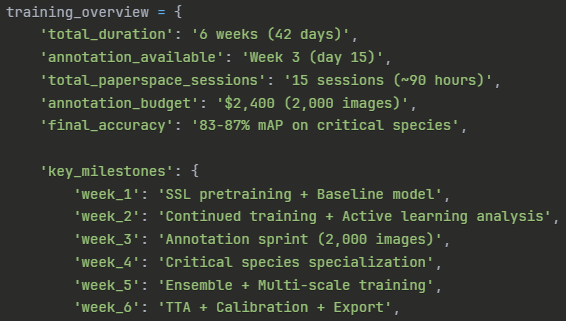 training_overview = {
    'total_duration': '6 weeks (42 days)',
    'annotation_available': 'Week 3 (day 15)',
    'total_paperspace_sessions': '15 sessions (~90 hours)',
    'annotation_budget': '$2,400 (2,000 images)',
    'final_accuracy': '83-87% mAP on critical species',

    'key_milestones': {
        'week_1': 'SSL pretraining + Baseline model',
        'week_2': 'Continued training + Active learning analysis',
        'week_3': 'Annotation sprint (2,000 images)',
        'week_4': 'Critical species specialization',
        'week_5': 'Ensemble + Multi-scale training',
        'week_6': 'TTA + Calibration + Export',